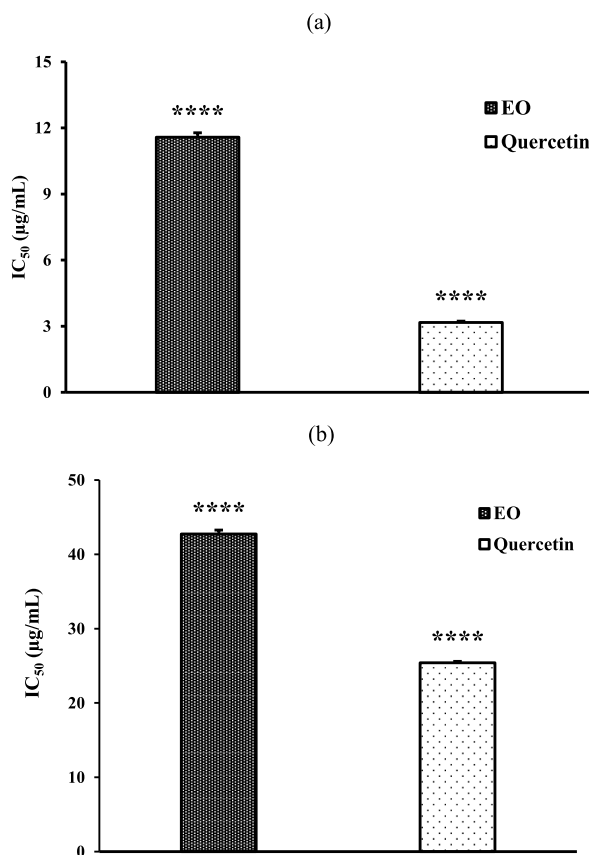 (a)
15
12
9
6
3
0
IC50 (µg/mL)
****
****
EO
Quercetin
(b)
50
40
30
20
10
0
IC50 (µg/mL)
****
****
EO
Quercetin